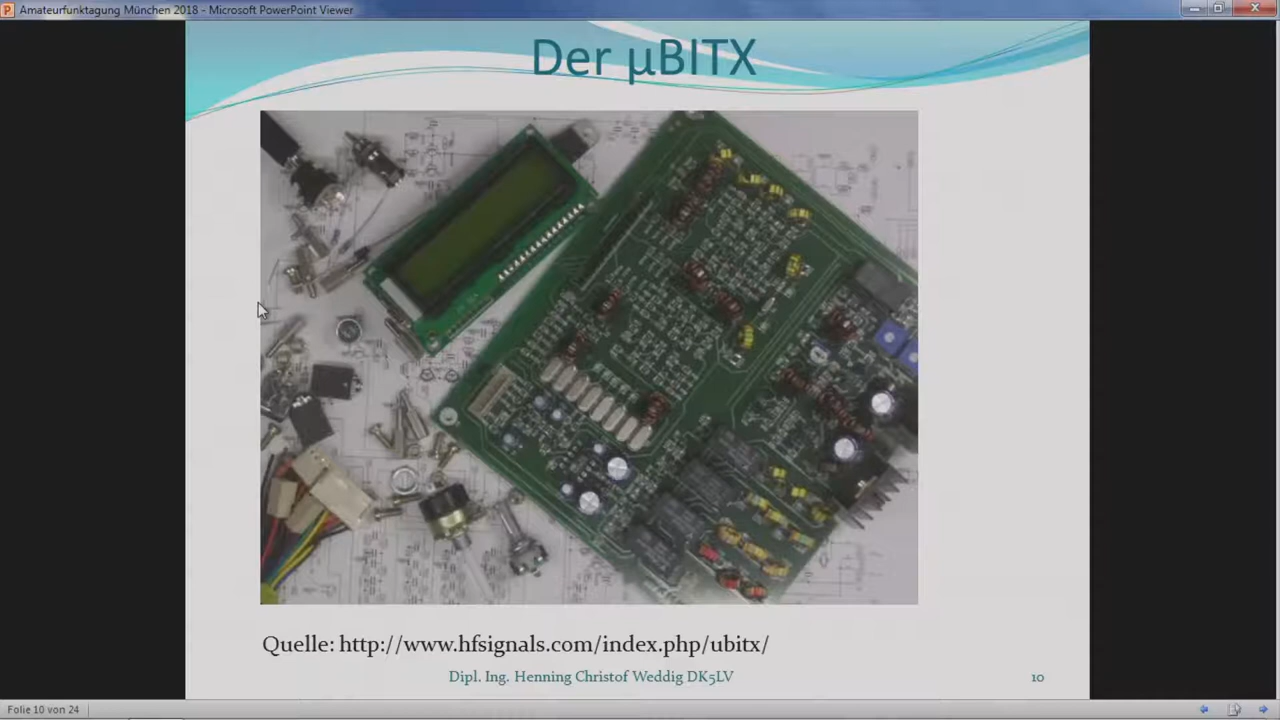 Amateurfunktagung München 2018 - Microsoft PowerPoint Viewer
Der µBITX
Quelle: http://www.hfsignals.com/index.php/ubitx/
Dipl. Ing. Henning Christof Weddig DK5LV
10
Folie 10 von 24